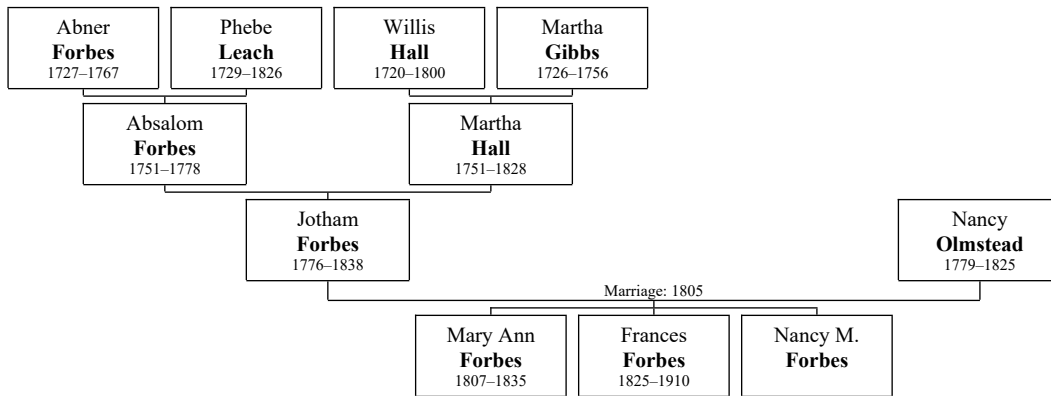 Abner
Forbes
1727–1767
Phebe
Leach
1729–1826
Willis
Hall
1720–1800
Martha
Gibbs
1726–1756
Absalom
Forbes
1751–1778
Martha
Hall
1751–1828
Jotham
Forbes
1776–1838
Nancy
Olmstead
1779–1825
Marriage: 1805
Mary Ann
Forbes
1807–1835
Frances
Forbes
1825–1910
Nancy M.
Forbes